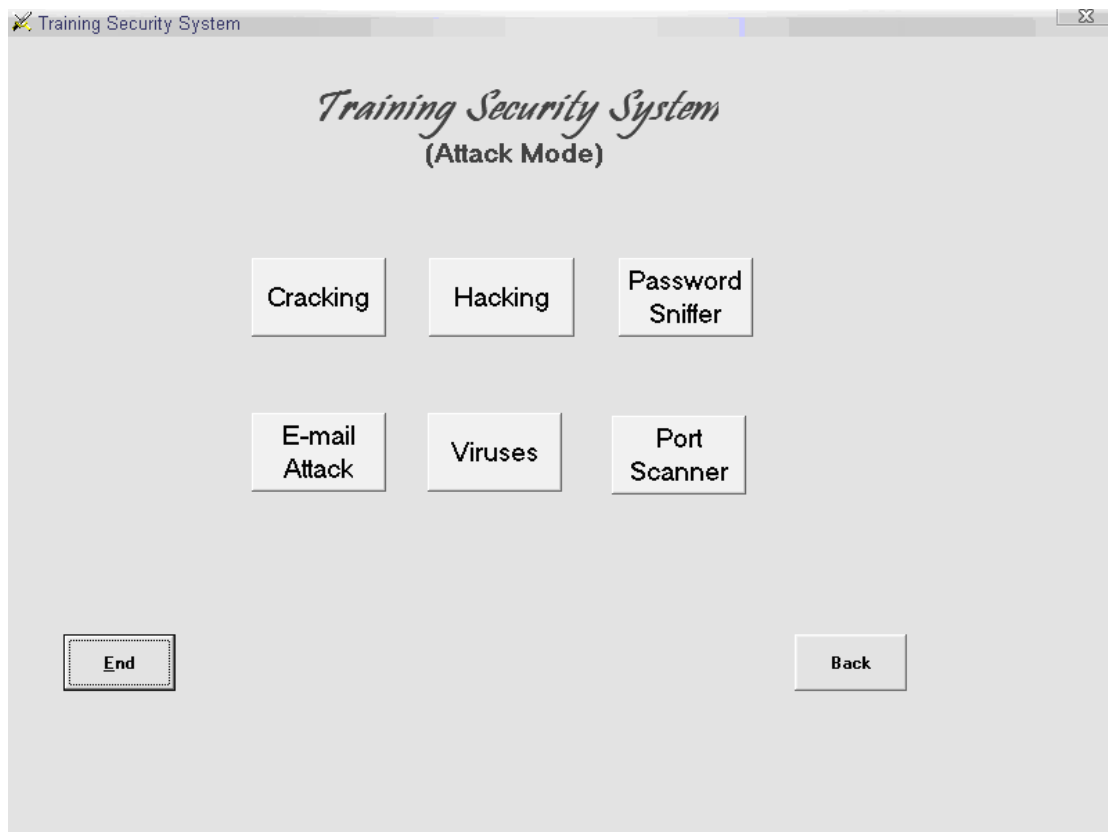 Training Security System
Training Security System
(Attack Mode)
Cracking
Hacking
Password
Sniffer
E-mail
Attack
Viruses
Port
Scanner
End
Back